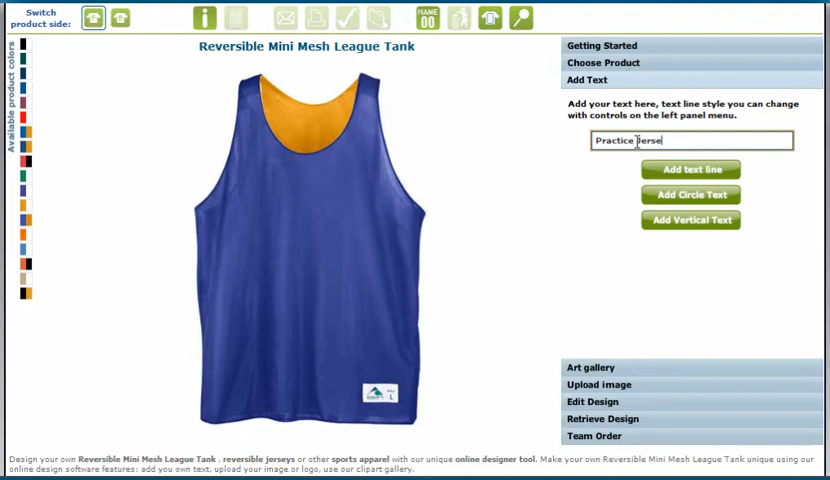 Switch
product side:
NAME
00
Available product colors
Reversible Mini Mesh League Tank
L
Getting Started
Choose Product
Add Text
Add your text here, text line style you can change
with controls on the left panel menu.
Practice Jerse
Add text line
Add Circle Text
Add Vertical Text
Art gallery
Upload image
Edit Design
Retrieve Design
Team Order
Design your own Reversible Mini Mesh League Tank , reversible jerseys or other sports apparel with our unique online designer tool. Make your own Reversible Mini Mesh League Tank unique using our
online design software features: add you own text, upload your image or logo, use our clipart gallery.